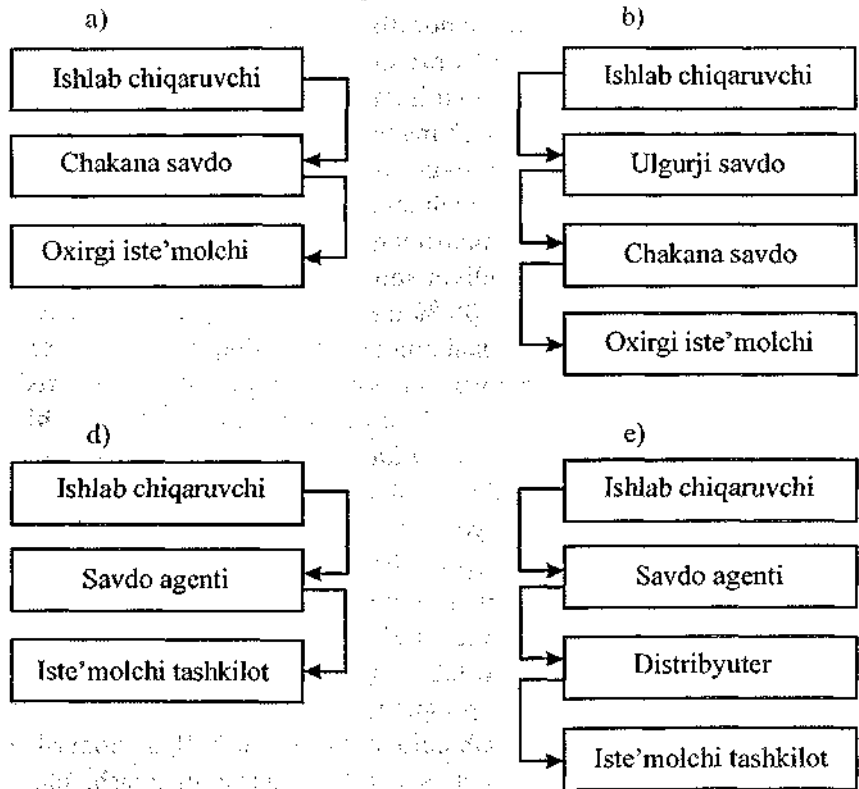 a)
Ishlab chiqaruvchi
Chakana savdo
Oxirgi iste’molchi
b)
Ishlab chiqaruvchi
Ulgurji savdo
Chakana savdo
Oxirgi iste’molchi
d)
Ishlab chiqaruvchi
Savdo agenti
Iste’molchi tashkilot
e)
Ishlab chiqaruvchi
Savdo agenti
Distribyuter
Iste’molchi tashkilot